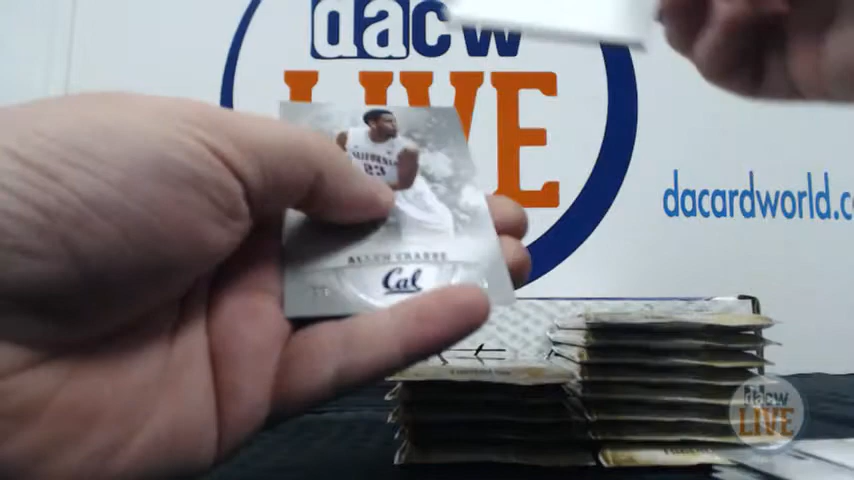 dacw
LIVE
dacardworld.c
CALIFORNIA
23
ALLEN CRABBE
Cal
dacw
LIVE